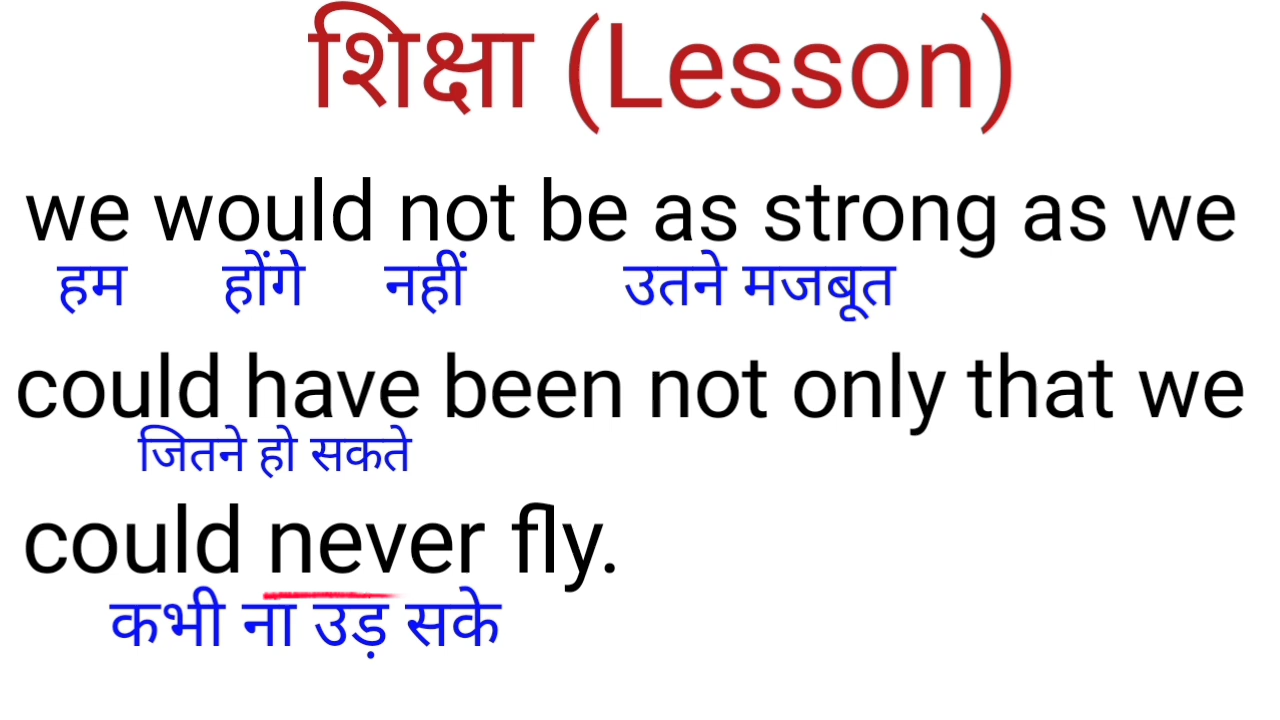 शिक्षा (Lesson)
we would not be as strong as we
हम होंगे नहीं उतने मजबूत
could have been not only that we
जितने हो सकते
could never fly.
कभी ना उड़ सके